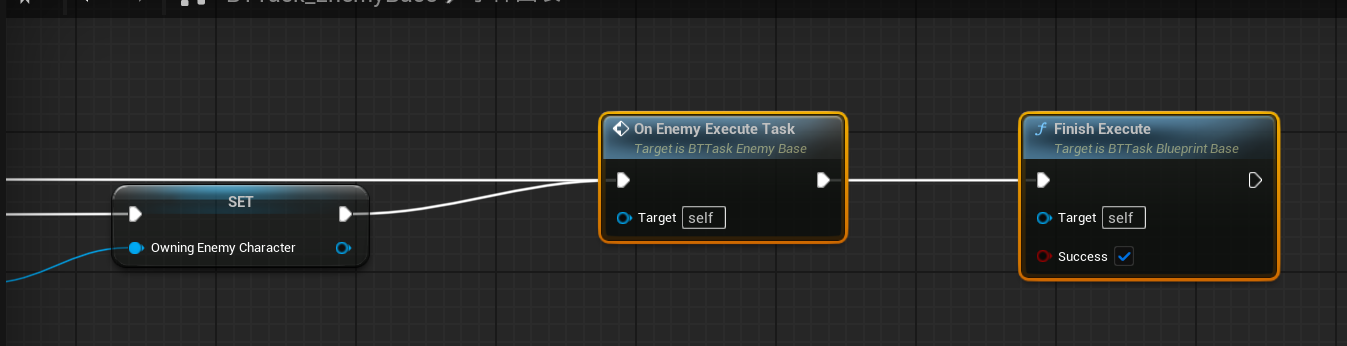 On Enemy Execute Task
Target is BTTask Enemy Base
Target self
Finish Execute
Target is BTTask Blueprint Base
Target self
Success
SET
Owning Enemy Character